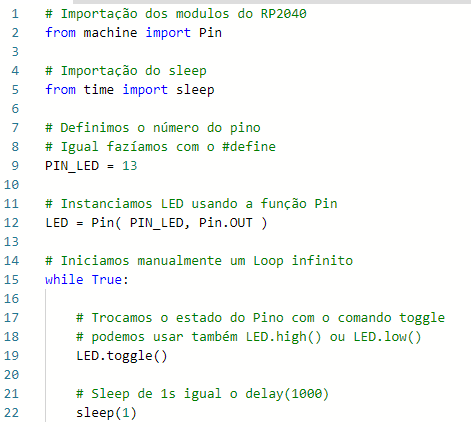 1 # Importação dos modulos do RP2040
2 from machine import Pin
3
4 # Importação do sleep
5 from time import sleep
6
7 # Definimos o número do pino
8 # Igual fazíamos com o #define
9 PIN_LED = 13
10
11 # Instanciamos LED usando a função Pin
12 LED = Pin( PIN_LED, Pin.OUT )
13
14 # Iniciamos manualmente um Loop infinito
15 while True:
16
17     # Trocamos o estado do Pino com o comando toggle
18     # podemos usar também LED.high() ou LED.low()
19     LED.toggle()
20
21     # Sleep de 1s igual o delay(1000)
22     sleep(1)